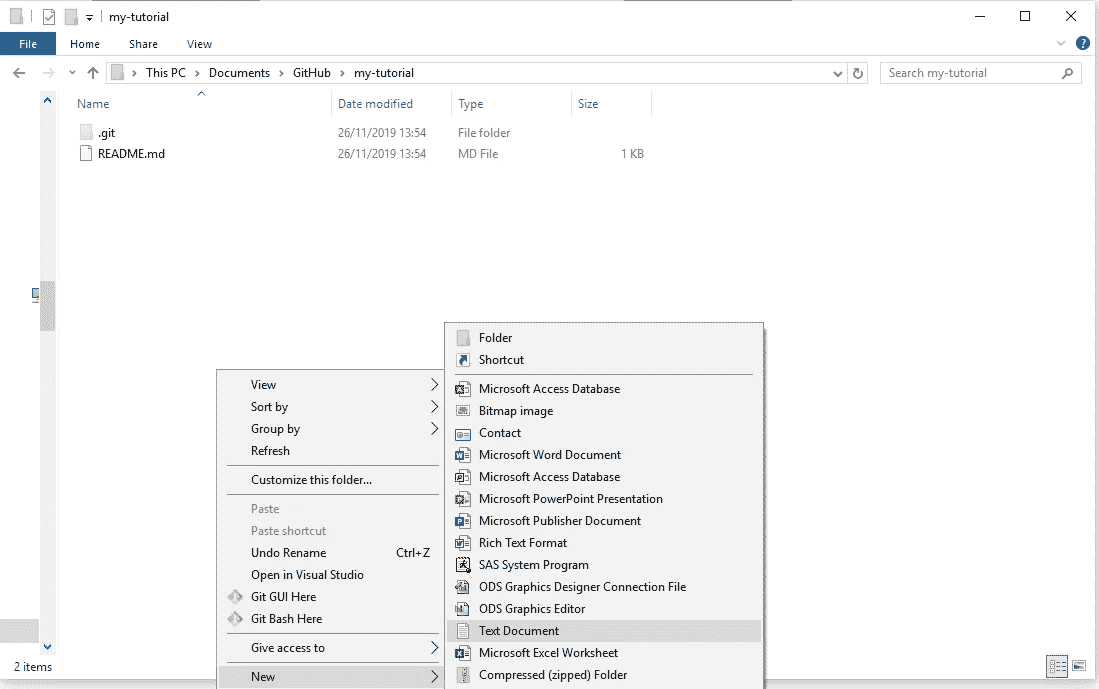 my-tutorial
File Home Share View
This PC Documents GitHub my-tutorial Search my-tutorial
Name Date modified Type Size
.git 26/11/2019 13:54 File folder
README.md 26/11/2019 13:54 MD File 1 KB
View
Sort by
Group by
Refresh
Customize this folder...
Paste
Paste shortcut
Undo Rename Ctrl+Z
Open in Visual Studio
Git GUI Here
Git Bash Here
Give access to
New
Folder
Shortcut
Microsoft Access Database
Bitmap image
Contact
Microsoft Word Document
Microsoft Access Database
Microsoft PowerPoint Presentation
Microsoft Publisher Document
Rich Text Format
SAS System Program
ODS Graphics Designer Connection File
ODS Graphics Editor
Text Document
Microsoft Excel Worksheet
Compressed (zipped) Folder
2 items